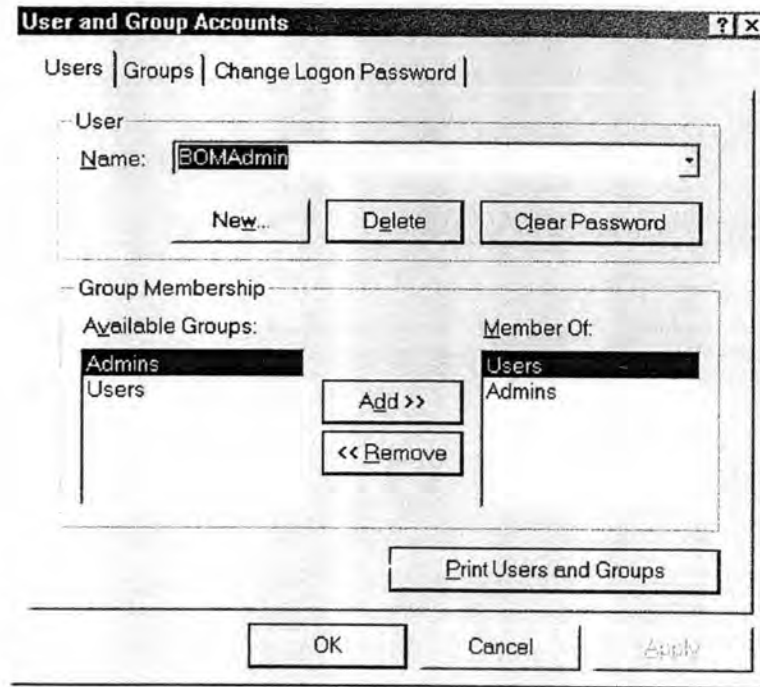 User and Group Accounts
Users Groups Change Logon Password
User
Name: BOMAdmin
New... Delete Clear Password
Group Membership
Available Groups: Member Of:
Admins Users
Users Admins
Add >>
<< Remove
Print Users and Groups
OK Cancel Apply